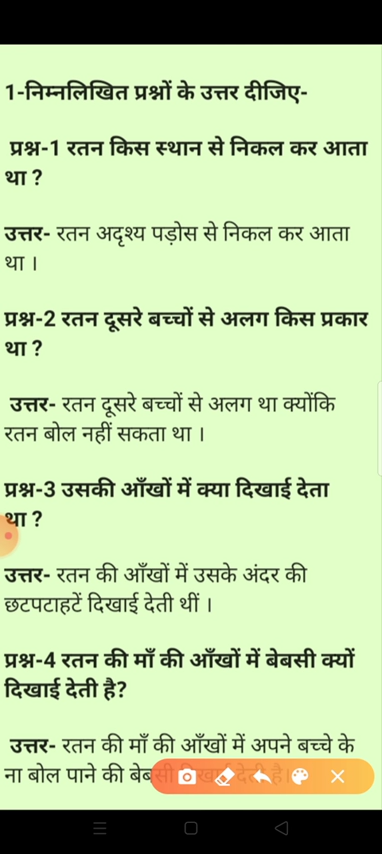 1-निम्नलिखित प्रश्नों के उत्तर दीजिए-
प्रश्न-1 रतन किस स्थान से निकल कर आता
था ?
उत्तर- रतन अदृश्य पड़ोस से निकल कर आता
था ।
प्रश्न-2 रतन दूसरे बच्चों से अलग किस प्रकार
था ?
उत्तर- रतन दूसरे बच्चों से अलग था क्योंकि
रतन बोल नहीं सकता था ।
प्रश्न-3 उसकी आँखों में क्या दिखाई देता
था ?
उत्तर- रतन की आँखों में उसके अंदर की
छटपटाहटें दिखाई देती थीं ।
प्रश्न-4 रतन की माँ की आँखों में बेबसी क्यों
दिखाई देती है?
उत्तर- रतन की माँ की आँखों में अपने बच्चे के
ना बोल पाने की बेबसी दिखाई देती है।